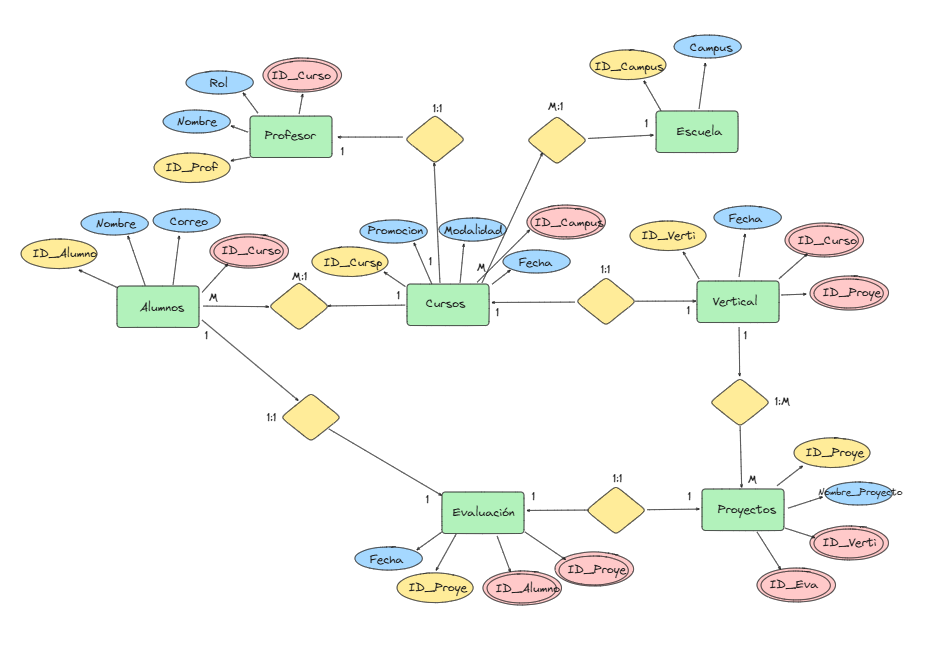 Campus
ID_Campus
Escuela
M:1
1
ID_Curso
Rol
Nombre
Profesor
ID_Prof
1:1
1
Nombre
Correo
ID_Alumno
ID_Curso
Alumnos
M
1
M:1
Promocion
Modalidad
ID_Campus
ID_Cursp
Fecha
1
M
Cursos
1
1
1:1
Fecha
ID_Verti
ID_Curso
ID_Proye
Vertical
1
1
1:M
1:1
ID_Proye
Nombre_Proyecto
M
Proyectos
ID_Verti
ID_Eva
1
1:1
1
1
Evaluación
Fecha
ID_Proye
ID_Alumno
ID_Proye